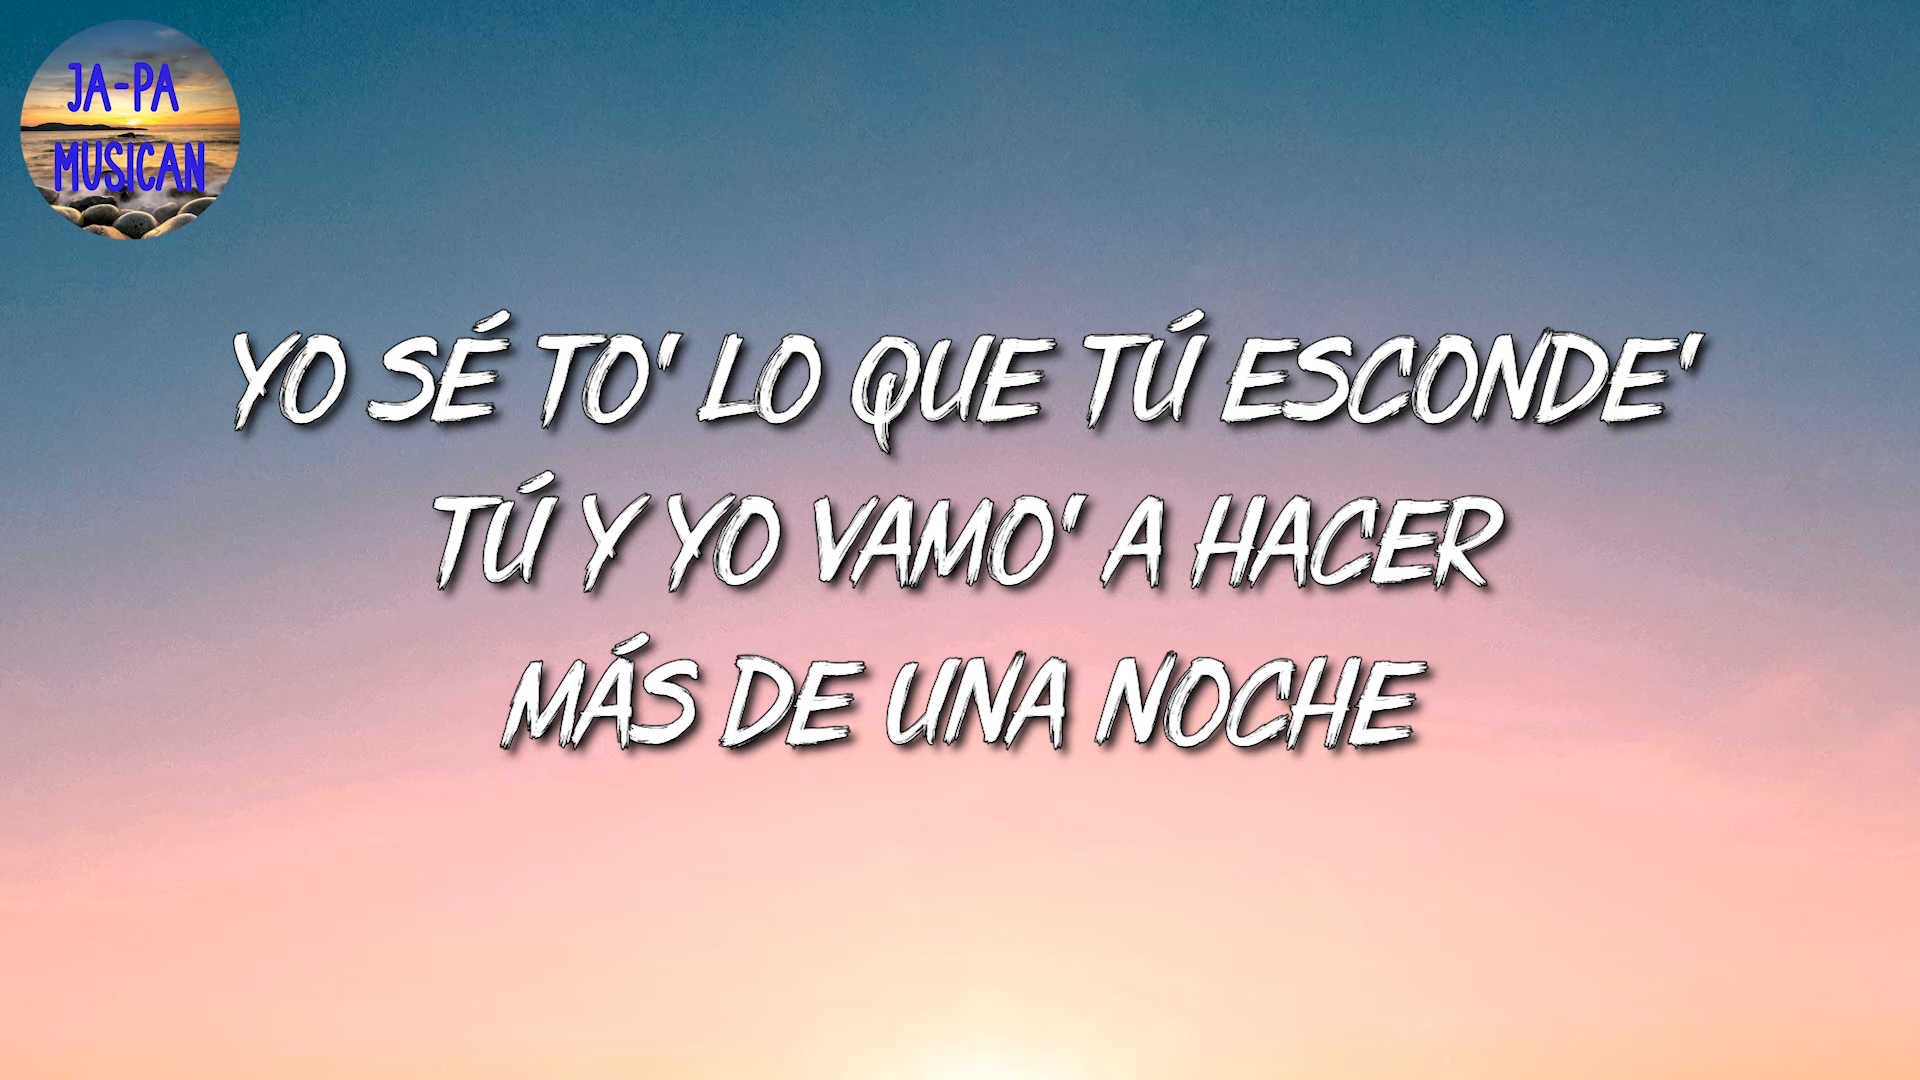 JA-PA
MUSICAN
YO SÉ TO' LO QUE TÚ ESCONDE'
TÚ Y YO VAMO' A HACER
MÁS DE UNA NOCHE